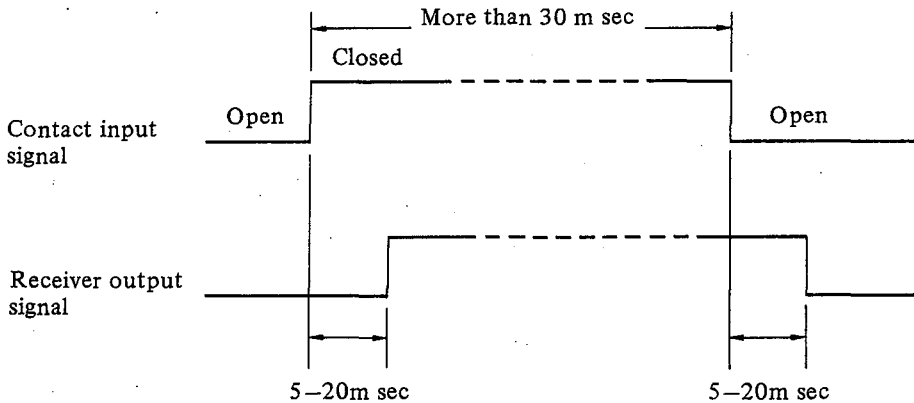 More than 30 m sec
Closed
Open
Open
Contact input
signal
Receiver output
signal
5–20m sec
5–20m sec